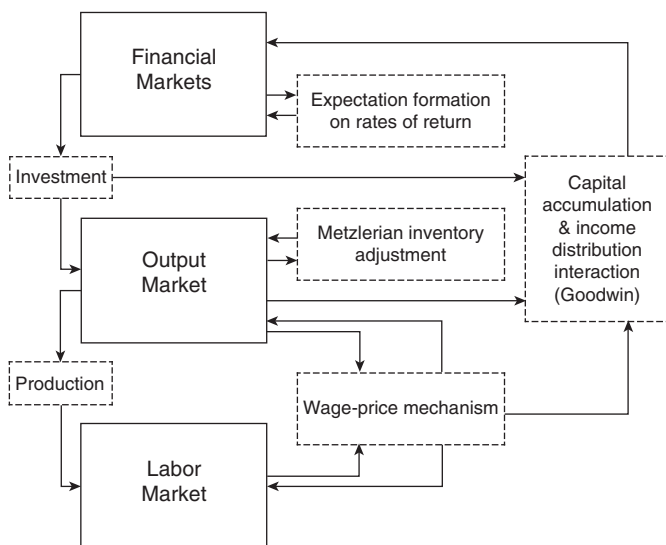 Financial
Markets
Expectation formation
on rates of return
Investment
Capital
accumulation
& income
distribution
interaction
(Goodwin)
Metzlerian inventory
adjustment
Output
Market
Production
Wage-price mechanism
Labor
Market